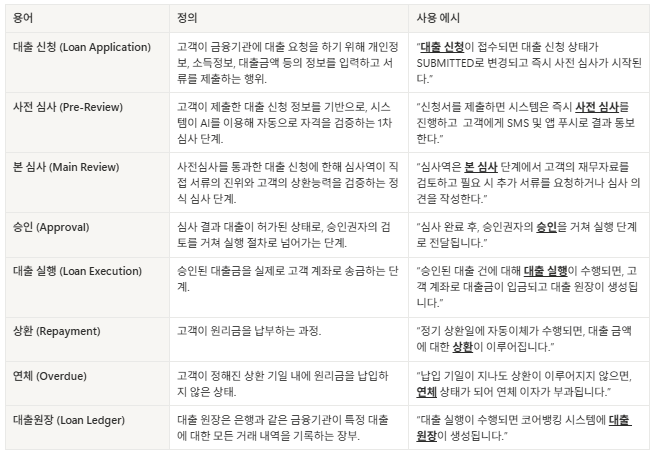 용어 정의 사용 예시
대출 신청 (Loan Application)
고객이 금융기관에 대출 요청을 하기 위해 개인정
보, 소득정보, 대출금액 등의 정보를 입력하고 서
류를 제출하는 행위.
“대출 신청이 접수되면 대출 신청 상태가
SUBMITTED로 변경되고 즉시 사전 심사가 시작된
다.”
사전 심사 (Pre-Review)
고객이 제출한 대출 신청 정보를 기반으로, 시스
템이 AI를 이용해 자동으로 자격을 검증하는 1차
심사 단계.
“신청서를 제출하면 시스템은 즉시 사전 심사를
진행하고 고객에게 SMS 및 앱 푸시로 결과 통보
한다.”
본 심사 (Main Review)
사전심사를 통과한 대출 신청에 한해 심사역이 직
접 서류의 진위와 고객의 상환능력을 검증하는 정
식 심사 단계.
“심사역은 본 심사 단계에서 고객의 재무자료를
검토하고 필요 시 추가 서류를 요청하거나 심사 의
견을 작성한다.”
승인 (Approval)
심사 결과 대출이 허가된 상태로, 승인권자의 검
토를 거쳐 실행 절차로 넘어가는 단계.
“심사 완료 후, 승인권자의 승인을 거쳐 실행 단계
로 전달됩니다.”
대출 실행 (Loan Execution)
승인된 대출금을 실제로 고객 계좌로 송금하는 단
계.
“승인된 대출 건에 대해 대출 실행이 수행되면, 고
객 계좌로 대출금이 입금되고 대출 원장이 생성됩
니다.”
상환 (Repayment)
고객이 원리금을 납부하는 과정.
“정기 상환일에 자동이체가 수행되면, 대출 금액
에 대한 상환이 이루어집니다.”
연체 (Overdue)
고객이 정해진 상환 기일 내에 원리금을 납입하
지 않은 상태.
“납입 기일이 지나도 상환이 이루어지지 않으면,
연체 상태가 되어 연체 이자가 부과됩니다.”
대출원장 (Loan Ledger)
대출 원장은 은행과 같은 금융기관이 특정 대출
에 대한 모든 거래 내역을 기록하는 장부.
“대출 실행이 수행되면 코어뱅킹 시스템에 대출
원장이 생성됩니다.”